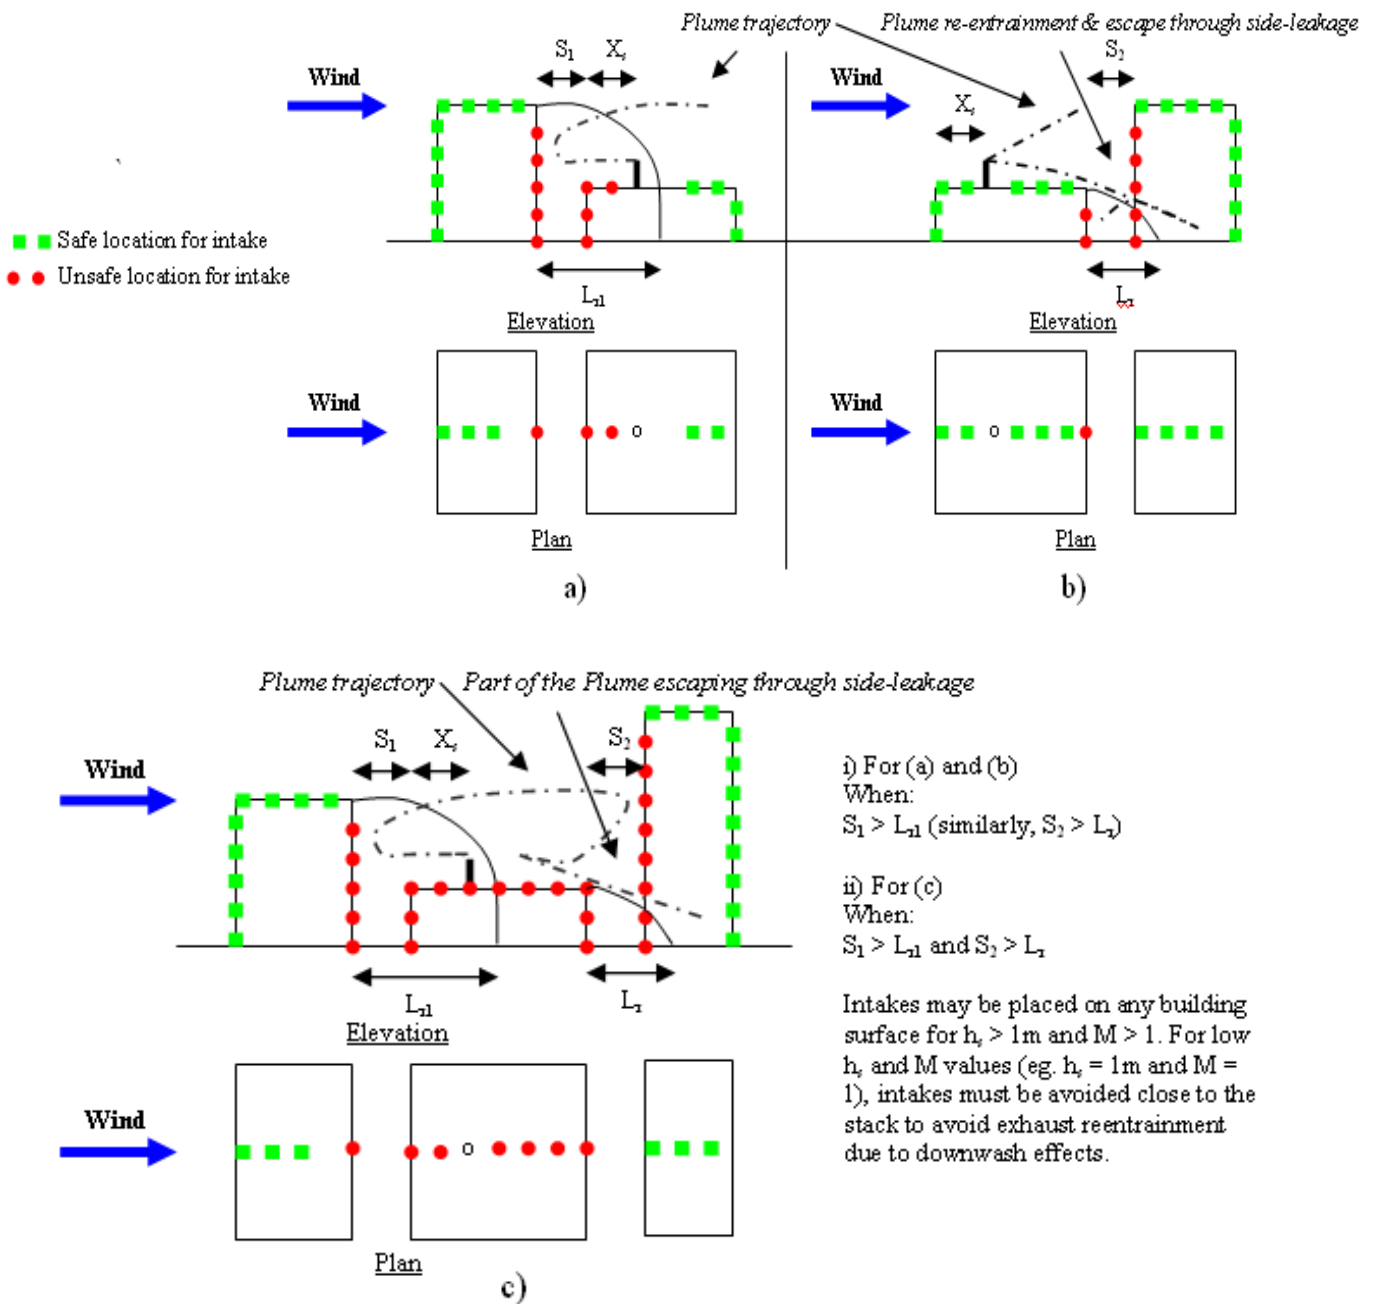 Plume trajectory
Plume re-entrainment & escape through side-leakage
S1 Xs
S2
Wind
Wind
Xs
Safe location for intake
Unsafe location for intake
Lr1
Lr
Elevation
Elevation
Wind
Wind
Plan
Plan
a)
b)
Plume trajectory
Part of the Plume escaping through side-leakage
S1 Xs S2
Wind
Lr1
Lr
Elevation
Wind
Plan
c)
i) For (a) and (b)
When:
S1 > Lr1 (similarly, S2 > Lr)
ii) For (c)
When:
S1 > Lr1 and S2 > Lr
Intakes may be placed on any building
surface for hs > 1m and M > 1. For low
hs and M values (eg. hs = 1m and M =
1), intakes must be avoided close to the
stack to avoid exhaust reentrainment
due to downwash effects.